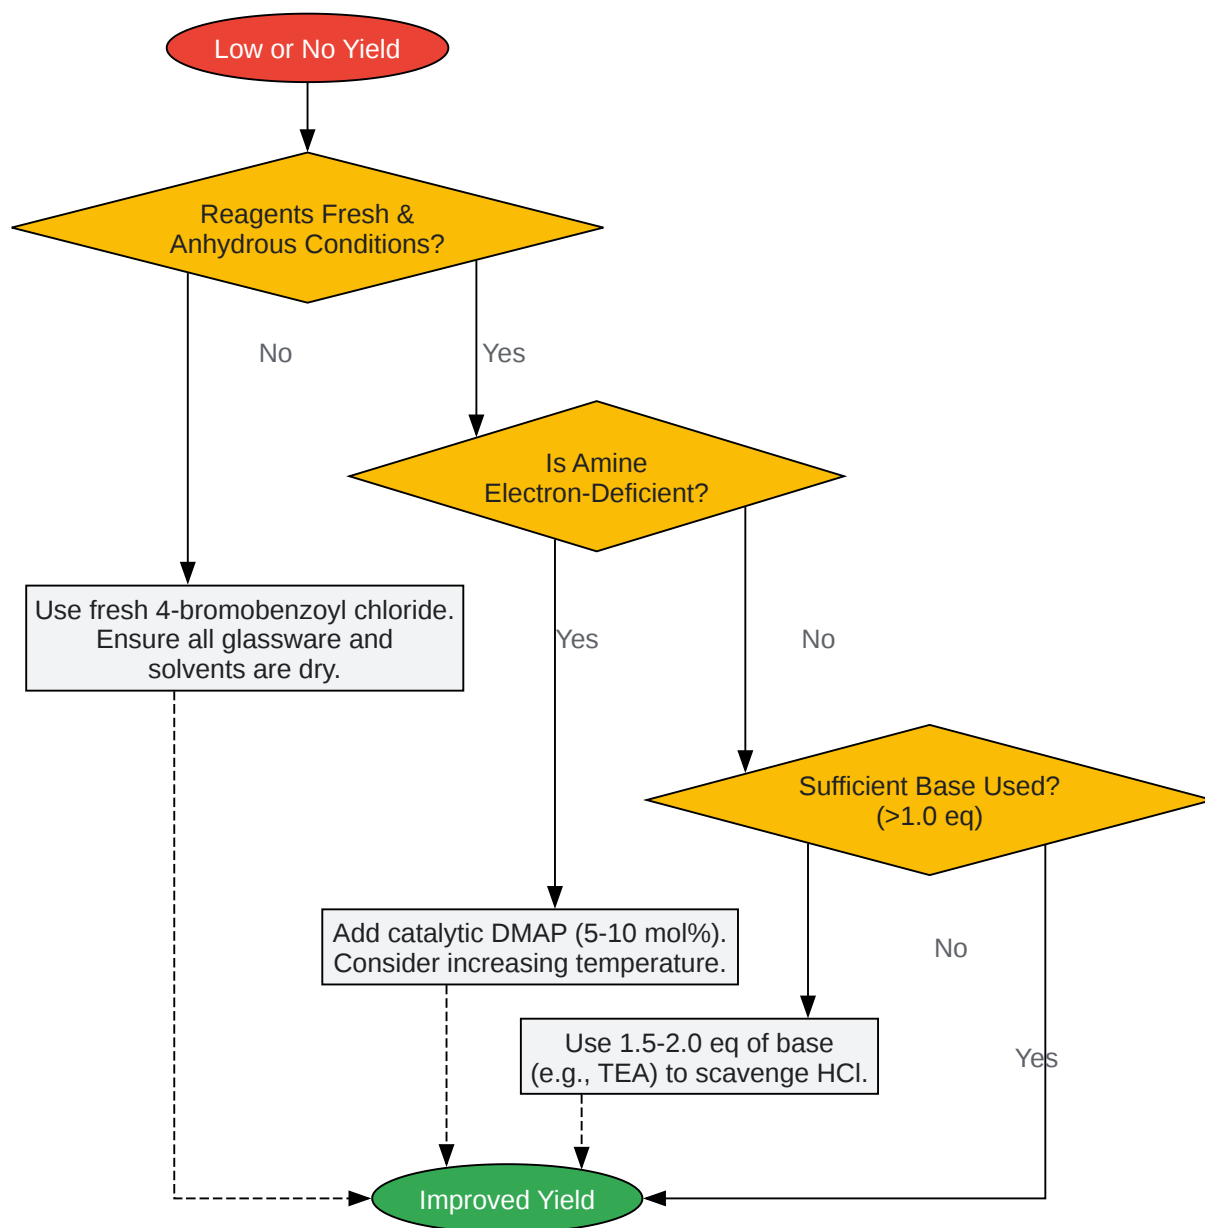 Low or No Yield
Reagents Fresh &
Anhydrous Conditions?
No
Yes
Is Amine
Electron-Deficient?
Use fresh 4-bromobenzoyl chloride.
Ensure all glassware and
solvents are dry.
Yes
No
Sufficient Base Used?
(>1.0 eq)
Add catalytic DMAP (5-10 mol%).
Consider increasing temperature.
No
Use 1.5-2.0 eq of base
(e.g., TEA) to scavenge HCl.
Yes
Improved Yield